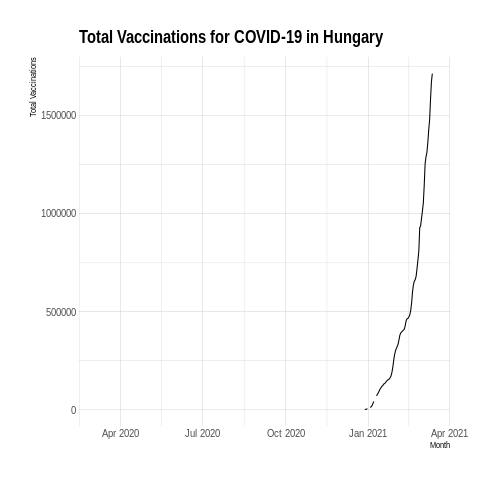 Total Vaccinations for COVID-19 in Hungary
Total Vaccinations
1500000
1000000
500000
0
Apr 2020 Jul 2020 Oct 2020 Jan 2021 Apr 2021
Month